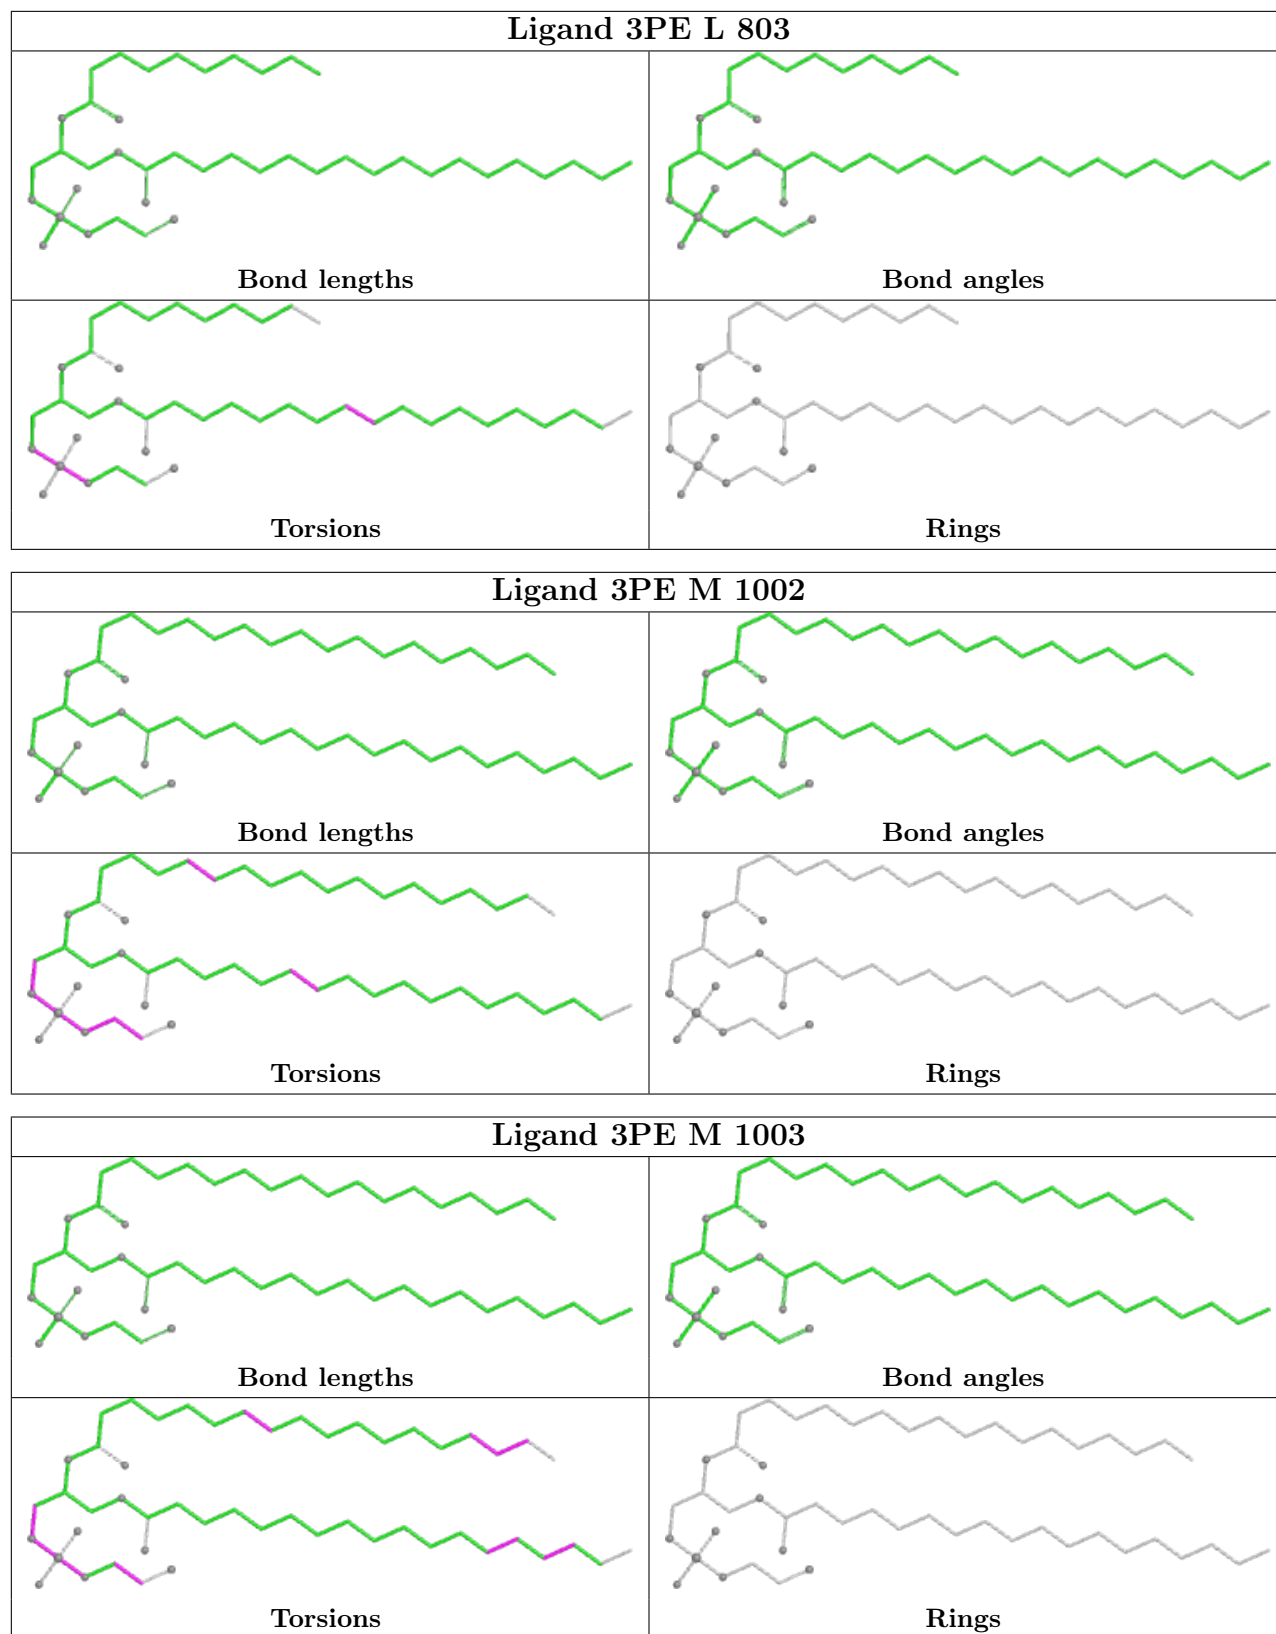 Ligand 3PE L 803
Bond lengths
Bond angles
Torsions
Rings
Ligand 3PE M 1002
Bond lengths
Bond angles
Torsions
Rings
Ligand 3PE M 1003
Bond lengths
Bond angles
Torsions
Rings